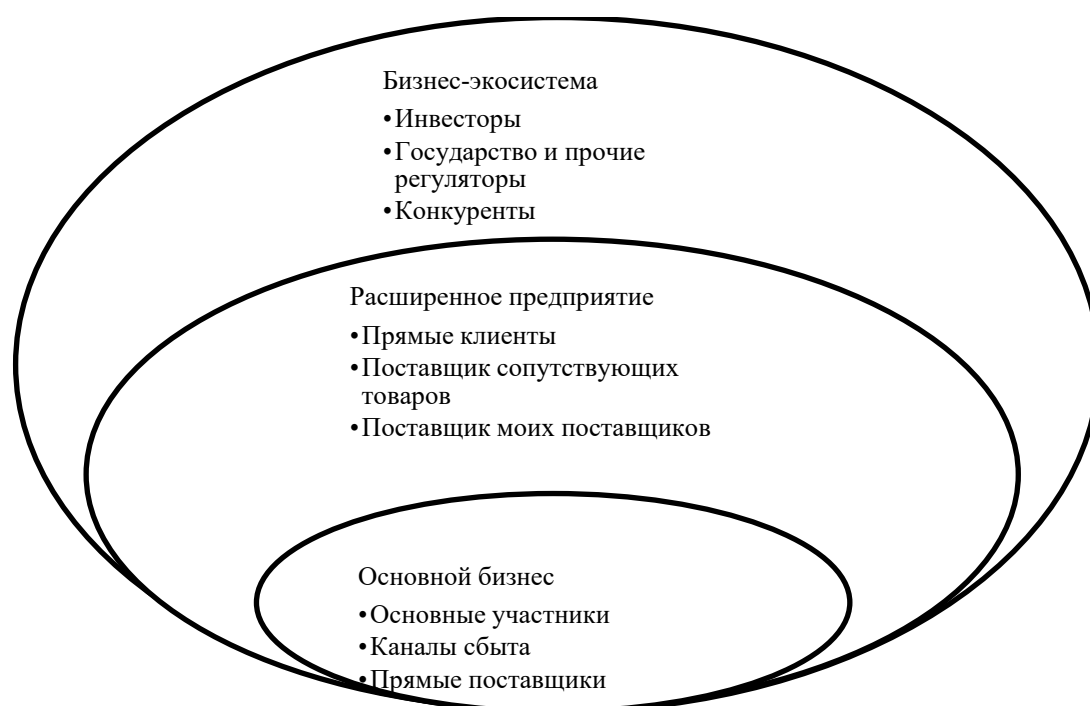 Бизнес-экосистема
•Инвесторы
•Государство и прочие
регуляторы
•Конкуренты
Расширенное предприятие
•Прямые клиенты
•Поставщик сопутствующих
товаров
•Поставщик моих поставщиков
Основной бизнес
•Основные участники
•Каналы сбыта
•Прямые поставщики